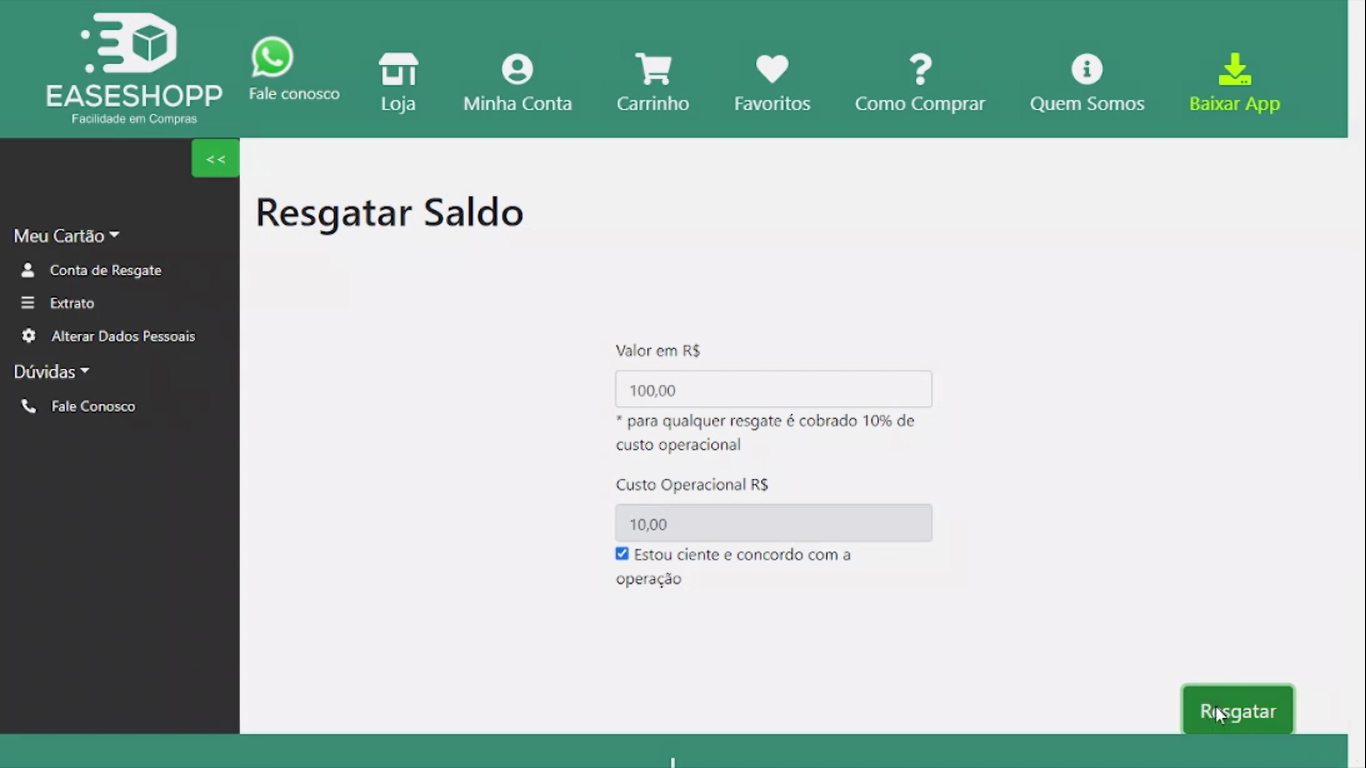 EASESHOPP
Facilidade em Compras
Fale conosco
Loja
Minha Conta
Carrinho
Favoritos
Como Comprar
Quem Somos
Baixar App
<<
Meu Cartão
Conta de Resgate
Extrato
Alterar Dados Pessoais
Dúvidas
Fale Conosco
Resgatar Saldo
Valor em R$
100,00
* para qualquer resgate é cobrado 10% de
custo operacional
Custo Operacional R$
10,00
Estou ciente e concordo com a
operação
Resgatar